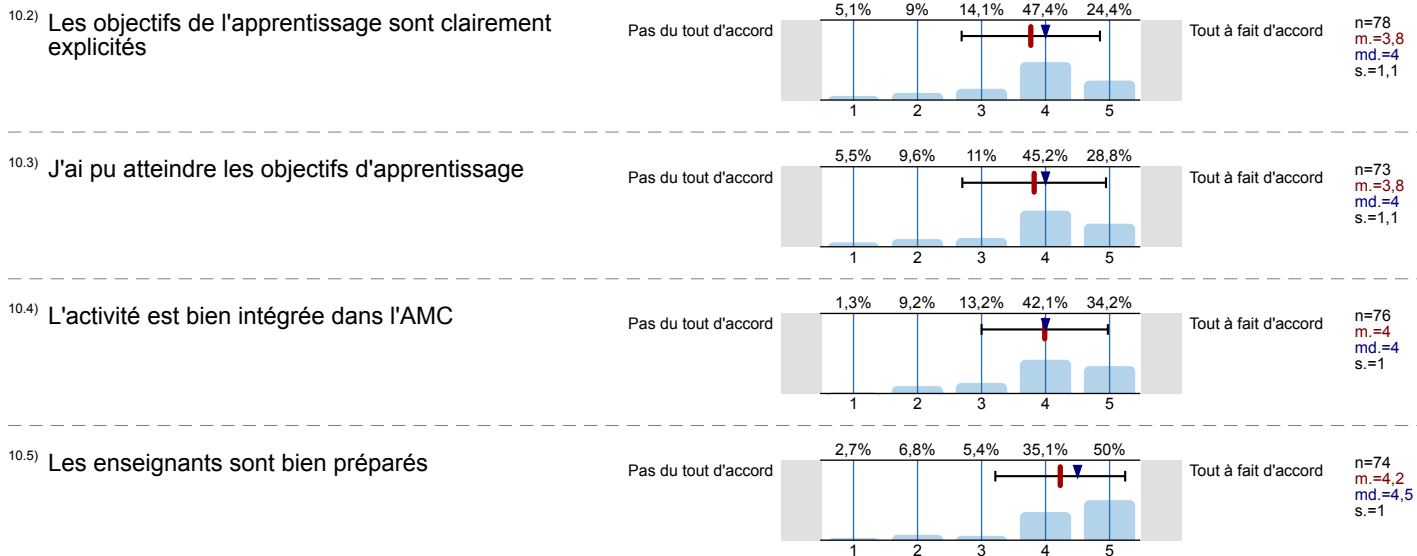 10.2) Les objectifs de l'apprentissage sont clairement
explicités
Pas du tout d'accord
5,1% 9% 14,1% 47,4% 24,4%
1 2 3 4 5
Tout à fait d'accord
n=78
m.=3,8
md.=4
s.=1,1
10.3) J'ai pu atteindre les objectifs d'apprentissage
Pas du tout d'accord
5,5% 9,6% 11% 45,2% 28,8%
1 2 3 4 5
Tout à fait d'accord
n=73
m.=3,8
md.=4
s.=1,1
10.4) L'activité est bien intégrée dans l'AMC
Pas du tout d'accord
1,3% 9,2% 13,2% 42,1% 34,2%
1 2 3 4 5
Tout à fait d'accord
n=76
m.=4
md.=4
s.=1
10.5) Les enseignants sont bien préparés
Pas du tout d'accord
2,7% 6,8% 5,4% 35,1% 50%
1 2 3 4 5
Tout à fait d'accord
n=74
m.=4,2
md.=4,5
s.=1